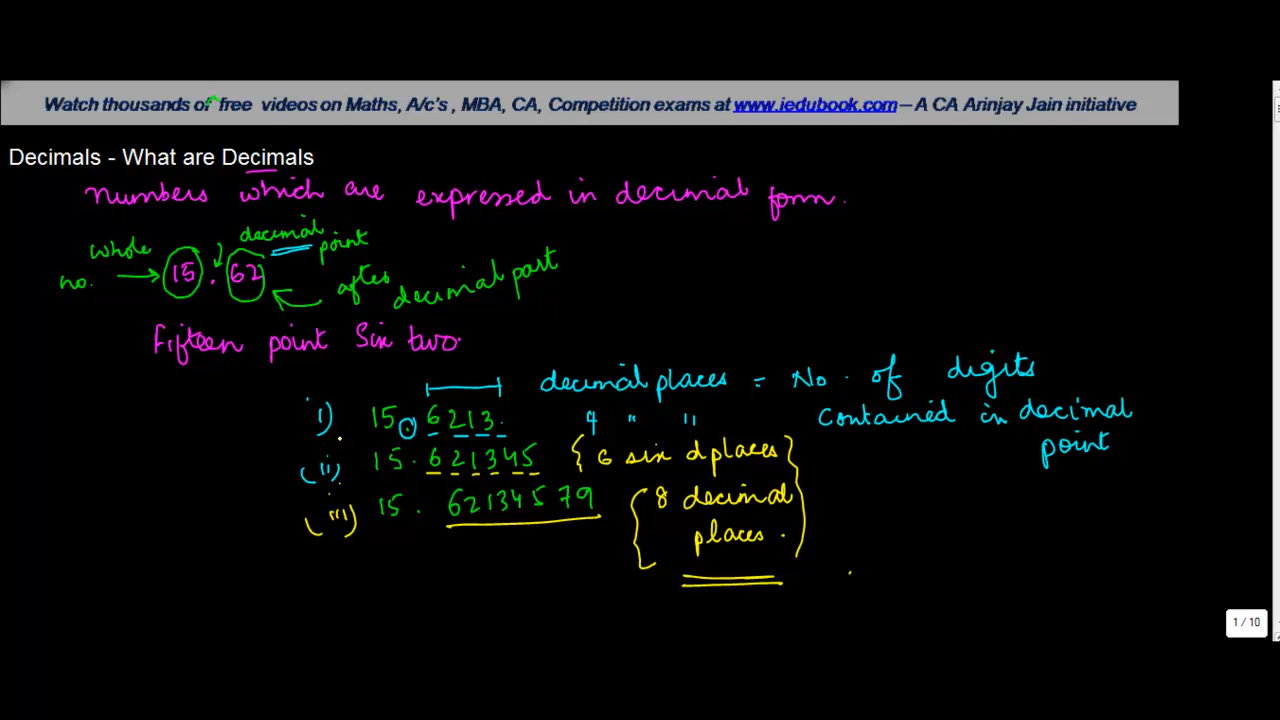 Watch thousands of free videos on Maths, A/c's , MBA, CA, Competition exams at www.iedubook.com – A CA Arinjay Jain initiative
Decimals - What are Decimals
Numbers which are expressed in decimal form.
whole no. → 15 . 62
decimal point
after decimal part
Fifteen point Six two.
decimal places = No. of digits contained in decimal point
i) 15.6213. 4 " "
(ii) 15.621345 { 6 six d places }
(iii) 15. 62134579 { 8 decimal places. }
1 / 10